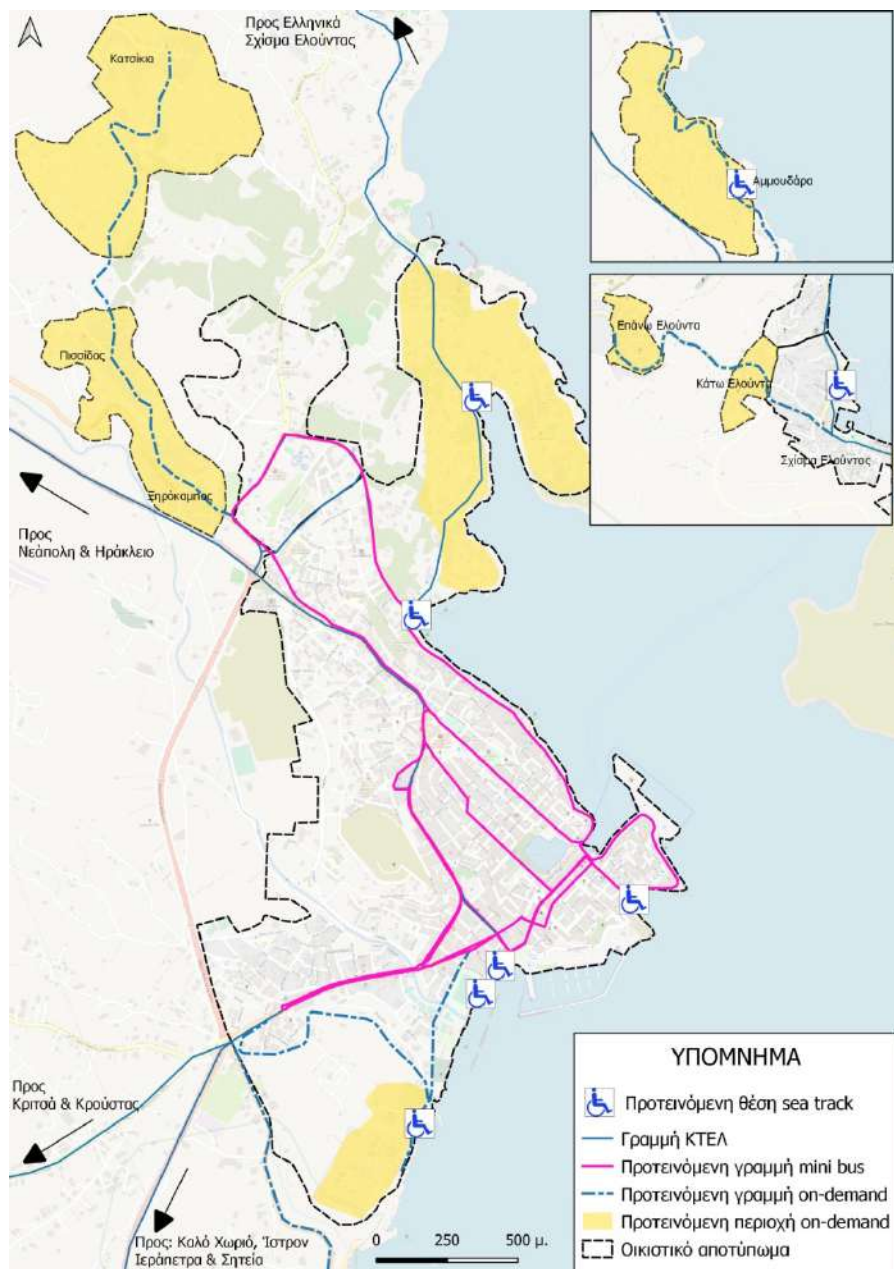 Προς Ελληνικά
Σχίσμα Ελούντας
Κατσίκια
Αμμουδάρα
Επάνω Ελούντα
Κάτω Ελούντα
Σχίσμα Ελούντας
Πισσίδος
Ξηρόκαμπος
Προς
Νεάπολη & Ηράκλειο
Προς
Κριτσά & Κρούστας
Προς: Καλό Χωριό, Ίστρον
Ιεράπετρα & Σητεία
0 250 500 μ.
ΥΠΟΜΝΗΜΑ
Προτεινόμενη θέση sea track
Γραμμή ΚΤΕΛ
Προτεινόμενη γραμμή mini bus
Προτεινόμενη γραμμή on-demand
Προτεινόμενη περιοχή on-demand
Οικιστικό αποτύπωμα